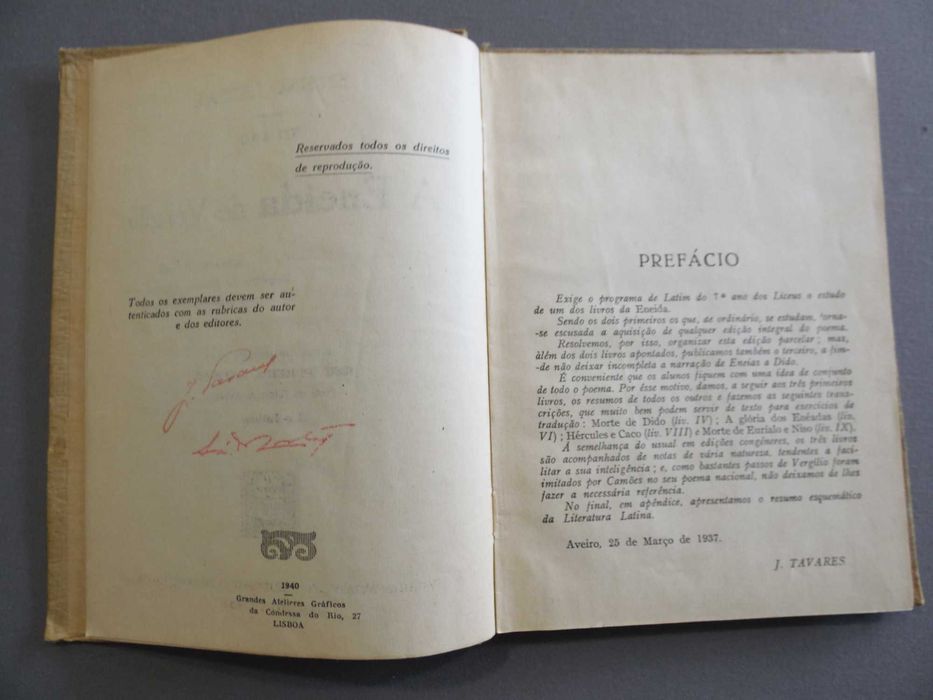 Reservados todos os direitos
de reprodução.
Todos os exemplares devem ser au-
tenticados com as rubricas do autor
e dos editores.
J. Tavares
1940
Grandes Atelieres Gráficos
da Condessa do Rio, 27
LISBOA
PREFÁCIO
Exige o programa de Latim do 7.º ano dos Liceus o estudo
de um dos livros da Eneida.
Sendo os dois primeiros os que, de ordinário, se estudam, torna-
-se escusada a aquisição de qualquer edição integral do poema.
Resolvemos, por isso, organizar esta edição parcelar; mas,
àlém dos dois livros apontados, publicamos também o terceiro, a fim-
-de não deixar incompleta a narração de Eneias a Dido.
É conveniente que os alunos fiquem com uma idea de conjunto
de todo o poema. Por êsse motivo, damos, a seguir aos três primeiros
livros, os resumos de todos os outros e fazemos as seguintes trans-
crições, que muito bem podem servir de texto para exercícios de
tradução: Morte de Dido (liv. IV); A glória dos Enéadas (liv.
VI); Hércules e Caco (liv. VIII) e Morte de Euríalo e Niso (liv. IX).
À semelhança do usual em edições congéneres, os três livros
são acompanhados de notas de vária natureza, tendentes a faci-
litar a sua inteligência; e, como bastantes passos de Vergílio foram
imitados por Camões no seu poema nacional, não deixamos de lhes
fazer a necessária referência.
No final, em apêndice, apresentamos o resumo esquemático
da Literatura Latina.
Aveiro, 25 de Março de 1937.
J. TAVARES